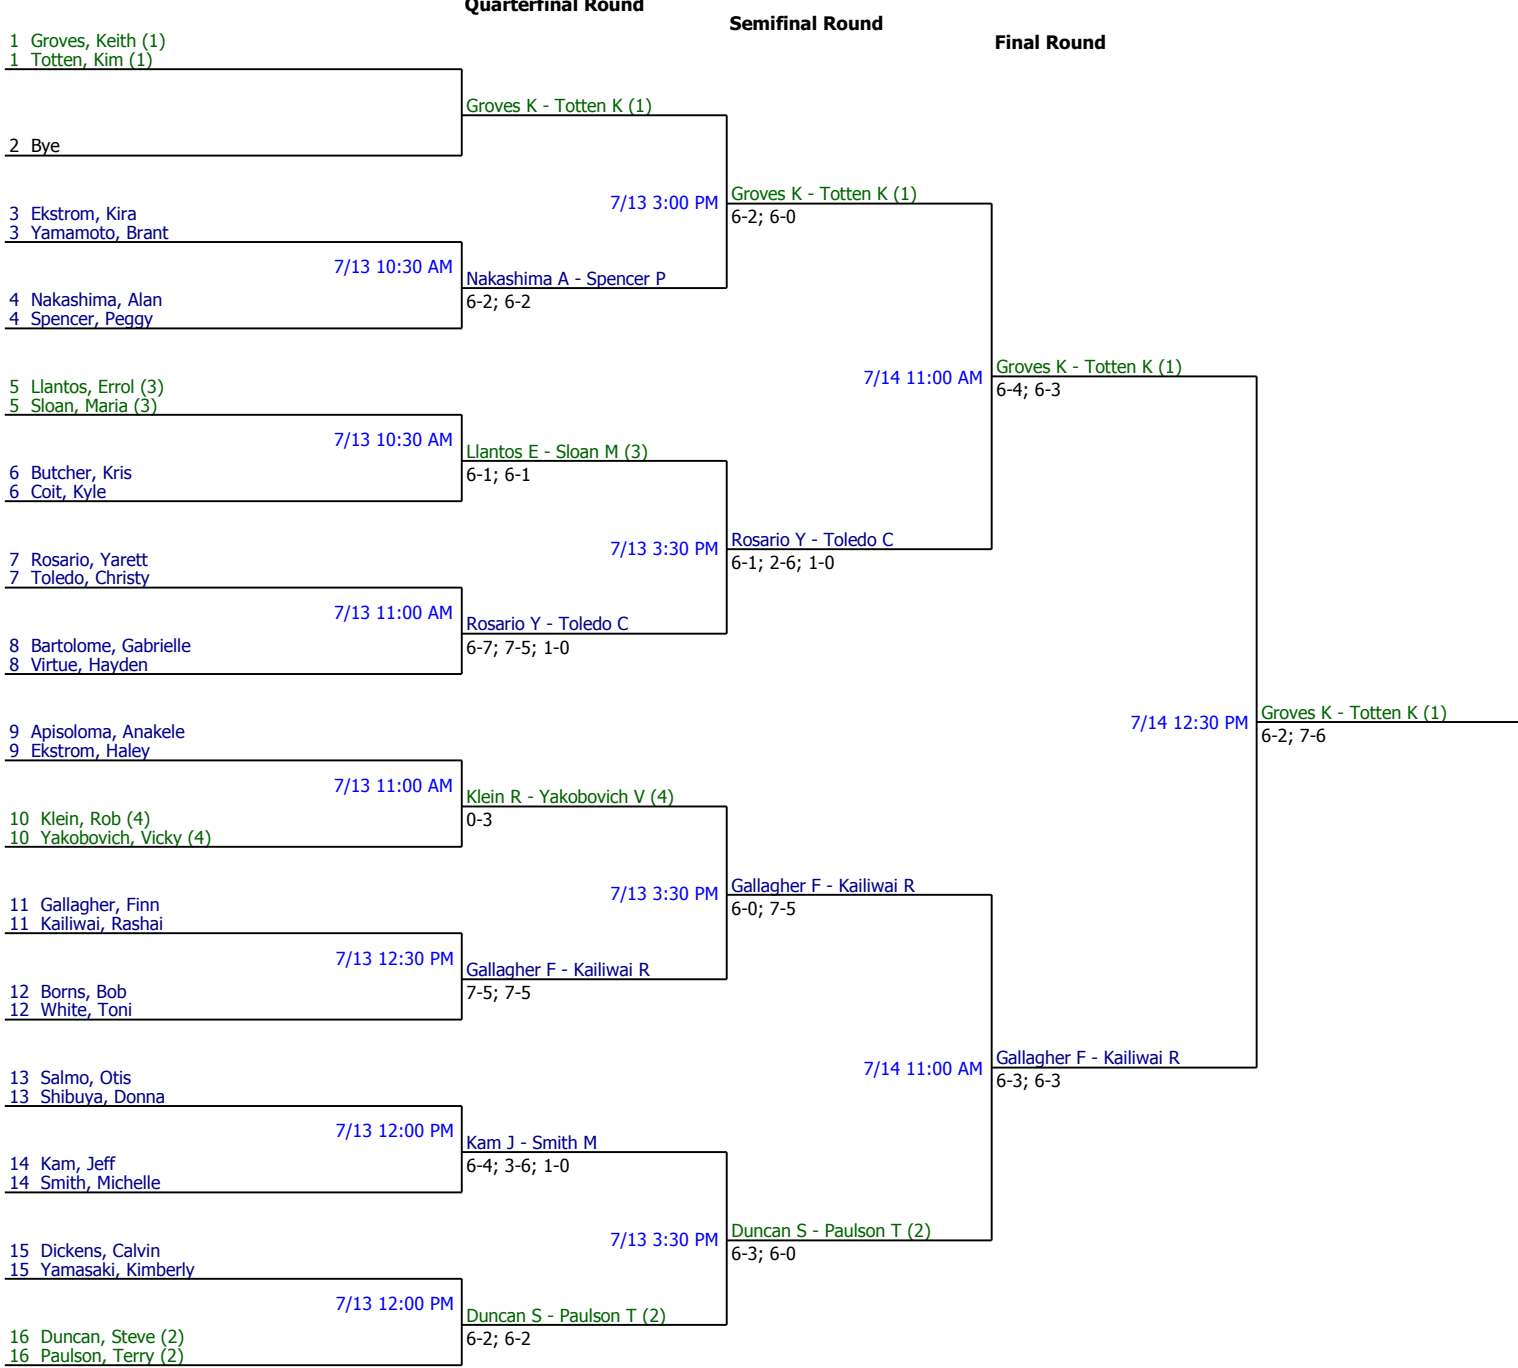 Quarterfinal Round
Semifinal Round
Final Round
1 Groves, Keith (1)
1 Totten, Kim (1)
Groves K - Totten K (1)
2 Bye
7/13 3:00 PM
Groves K - Totten K (1)
6-2; 6-0
3 Ekstrom, Kira
3 Yamamoto, Brant
7/13 10:30 AM
Nakashima A - Spencer P
6-2; 6-2
4 Nakashima, Alan
4 Spencer, Peggy
7/14 11:00 AM
Groves K - Totten K (1)
6-4; 6-3
5 Llantos, Errol (3)
5 Sloan, Maria (3)
7/13 10:30 AM
Llantos E - Sloan M (3)
6-1; 6-1
6 Butcher, Kris
6 Coit, Kyle
7/13 3:30 PM
Rosario Y - Toledo C
6-1; 2-6; 1-0
7 Rosario, Yarett
7 Toledo, Christy
7/13 11:00 AM
Rosario Y - Toledo C
6-7; 7-5; 1-0
8 Bartolome, Gabrielle
8 Virtue, Hayden
7/14 12:30 PM
Groves K - Totten K (1)
6-2; 7-6
9 Apisoloma, Anakele
9 Ekstrom, Haley
7/13 11:00 AM
Klein R - Yakobovich V (4)
0-3
10 Klein, Rob (4)
10 Yakobovich, Vicky (4)
7/13 3:30 PM
Gallagher F - Kailiwai R
6-0; 7-5
11 Gallagher, Finn
11 Kailiwai, Rashai
7/13 12:30 PM
Gallagher F - Kailiwai R
7-5; 7-5
12 Borns, Bob
12 White, Toni
7/14 11:00 AM
Gallagher F - Kailiwai R
6-3; 6-3
13 Salmo, Otis
13 Shibuya, Donna
7/13 12:00 PM
Kam J - Smith M
6-4; 3-6; 1-0
14 Kam, Jeff
14 Smith, Michelle
7/13 3:30 PM
Duncan S - Paulson T (2)
6-3; 6-0
15 Dickens, Calvin
15 Yamasaki, Kimberly
7/13 12:00 PM
Duncan S - Paulson T (2)
6-2; 6-2
16 Duncan, Steve (2)
16 Paulson, Terry (2)